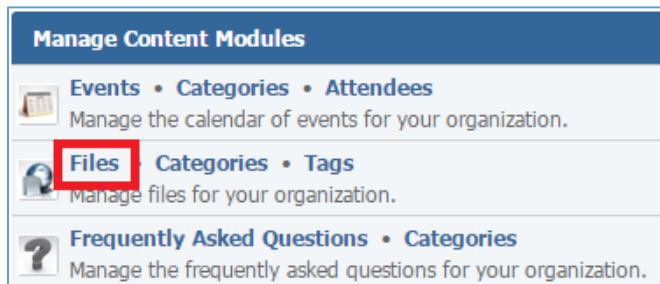 Manage Content Modules
Events • Categories • Attendees
Manage the calendar of events for your organization.
Files • Categories • Tags
Manage files for your organization.
Frequently Asked Questions • Categories
Manage the frequently asked questions for your organization.